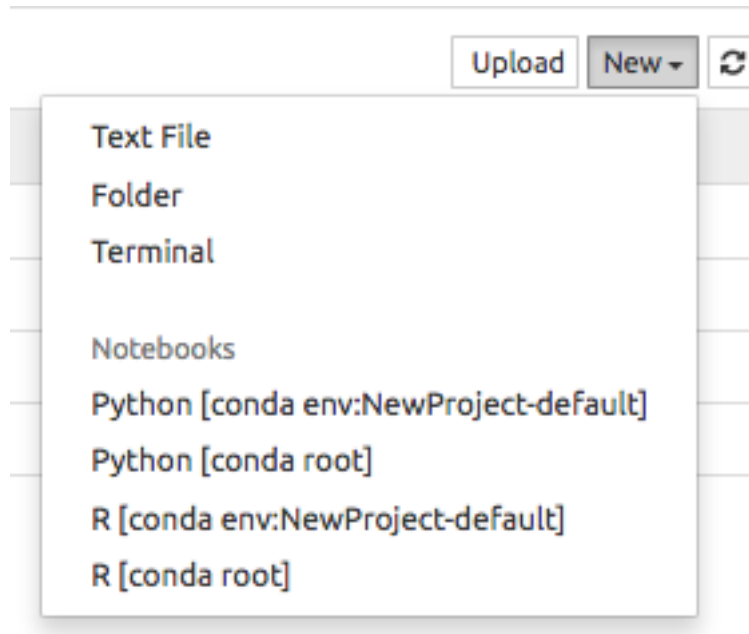 Upload New
Text File
Folder
Terminal
Notebooks
Python [conda env:NewProject-default]
Python [conda root]
R [conda env:NewProject-default]
R [conda root]